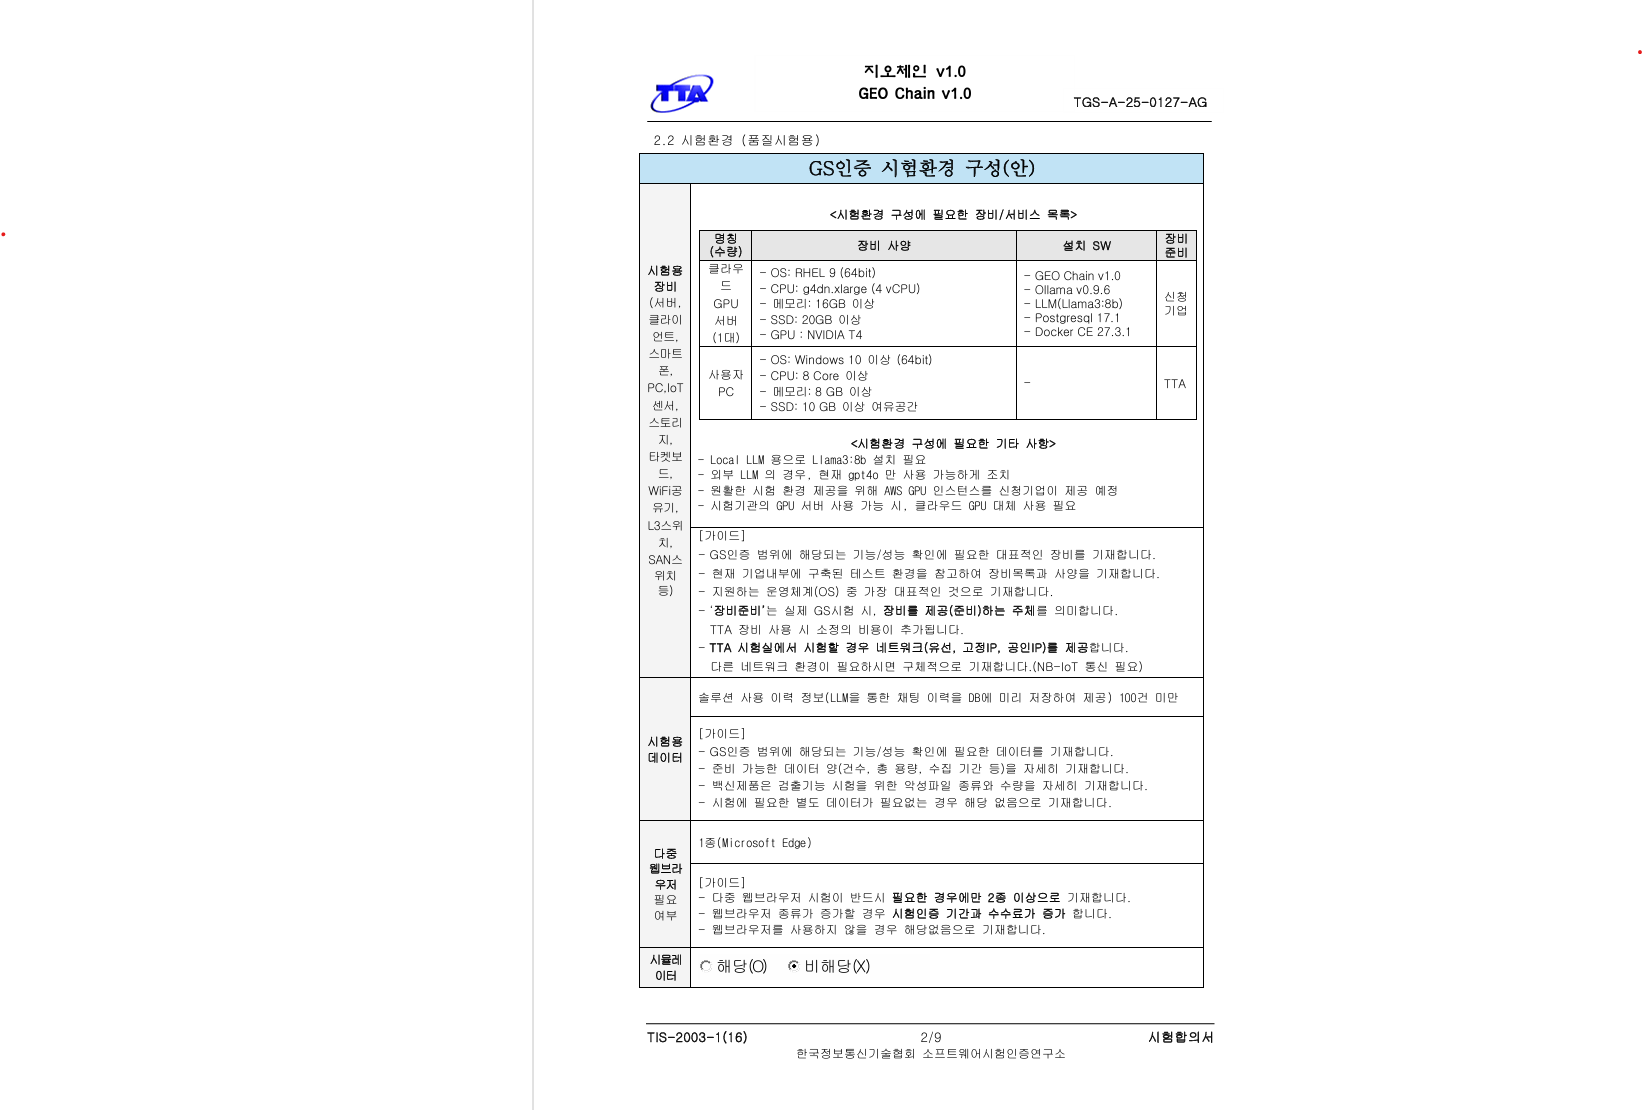 TTA
지오체인 v1.0
GEO Chain v1.0
TGS-A-25-0127-AG
2.2 시험환경 (품질시험용)
GS인증 시험환경 구성(안)
시험용
장비
(서버,
클라이
언트,
스마트
폰,
PC,IoT
센서,
스토리
지,
타켓보
드,
WiFi공
유기,
L3스위
치,
SAN스
위치
등)
<시험환경 구성에 필요한 장비/서비스 목록>
명칭
(수량)
장비 사양
설치 SW
장비
준비
클라우
드
GPU
서버
(1대)
- OS: RHEL 9 (64bit)
- CPU: g4dn.xlarge (4 vCPU)
- 메모리: 16GB 이상
- SSD: 20GB 이상
- GPU : NVIDIA T4
- GEO Chain v1.0
- Ollama v0.9.6
- LLM(Llama3:8b)
- Postgresql 17.1
- Docker CE 27.3.1
신청
기업
사용자
PC
- OS: Windows 10 이상 (64bit)
- CPU: 8 Core 이상
- 메모리: 8 GB 이상
- SSD: 10 GB 이상 여유공간
-
TTA
<시험환경 구성에 필요한 기타 사항>
- Local LLM 용으로 Llama3:8b 설치 필요
- 외부 LLM 의 경우, 현재 gpt4o 만 사용 가능하게 조치
- 원활한 시험 환경 제공을 위해 AWS GPU 인스턴스를 신청기업이 제공 예정
- 시험기관의 GPU 서버 사용 가능 시, 클라우드 GPU 대체 사용 필요
[가이드]
- GS인증 범위에 해당되는 기능/성능 확인에 필요한 대표적인 장비를 기재합니다.
- 현재 기업내부에 구축된 테스트 환경을 참고하여 장비목록과 사양을 기재합니다.
- 지원하는 운영체계(OS) 중 가장 대표적인 것으로 기재합니다.
- '장비준비'는 실제 GS시험 시, 장비를 제공(준비)하는 주체를 의미합니다.
TTA 장비 사용 시 소정의 비용이 추가됩니다.
- TTA 시험실에서 시험할 경우 네트워크(유선, 고정IP, 공인IP)를 제공합니다.
다른 네트워크 환경이 필요하시면 구체적으로 기재합니다.(NB-IoT 통신 필요)
시험용
데이터
솔루션 사용 이력 정보(LLM을 통한 채팅 이력을 DB에 미리 저장하여 제공) 100건 미만
[가이드]
- GS인증 범위에 해당되는 기능/성능 확인에 필요한 데이터를 기재합니다.
- 준비 가능한 데이터 양(건수, 총 용량, 수집 기간 등)을 자세히 기재합니다.
- 백신제품은 검출기능 시험을 위한 악성파일 종류와 수량을 자세히 기재합니다.
- 시험에 필요한 별도 데이터가 필요없는 경우 해당 없음으로 기재합니다.
다중
웹브라
우저
필요
여부
1종(Microsoft Edge)
[가이드]
- 다중 웹브라우저 시험이 반드시 필요한 경우에만 2종 이상으로 기재합니다.
- 웹브라우저 종류가 증가할 경우 시험인증 기간과 수수료가 증가 합니다.
- 웹브라우저를 사용하지 않을 경우 해당없음으로 기재합니다.
시뮬레
이터
해당(O) 비해당(X)
TIS-2003-1(16)
2/9
시험합의서
한국정보통신기술협회 소프트웨어시험인증연구소